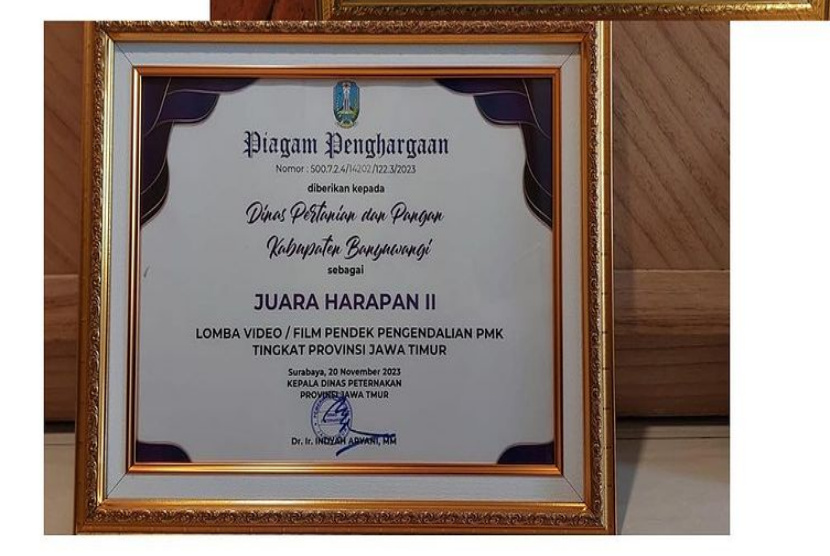 Piagam Penghargaan
Nomor : 500.7.2.4/14202/122.3/2023
diberikan kepada
Dinas Pertanian dan Pangan
Kabupaten Banyuwangi
sebagai
JUARA HARAPAN II
LOMBA VIDEO / FILM PENDEK PENGENDALIAN PMK
TINGKAT PROVINSI JAWA TIMUR
Surabaya, 20 November 2023
KEPALA DINAS PETERNAKAN
PROVINSI JAWA TMUR
Dr. Ir. INDYAH ARYANI, MM